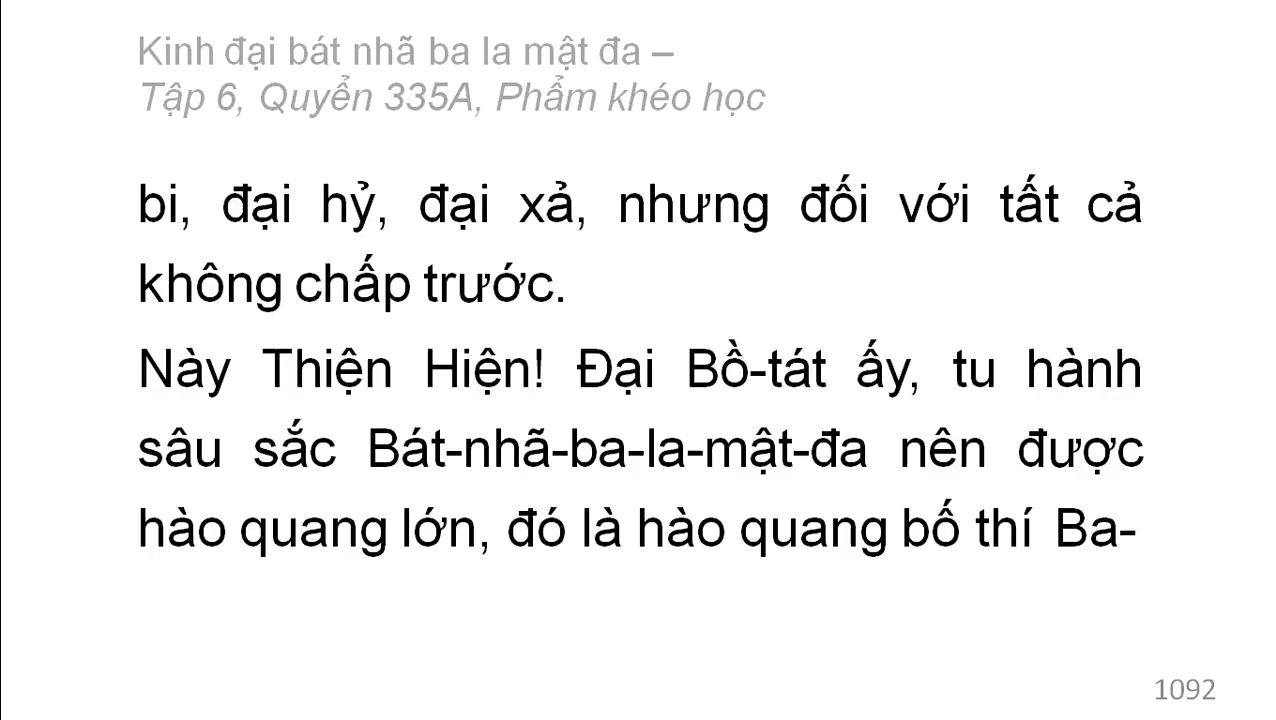 Kinh đại bát nhã ba la mật đa –
Tập 6, Quyển 335A, Phẩm khéo học
bi, đại hỷ, đại xả, nhưng đối với tất cả
không chấp trước.
Này Thiện Hiện! Đại Bồ-tát ấy, tu hành
sâu sắc Bát-nhã-ba-la-mật-đa nên được
hào quang lớn, đó là hào quang bố thí Ba-
1092